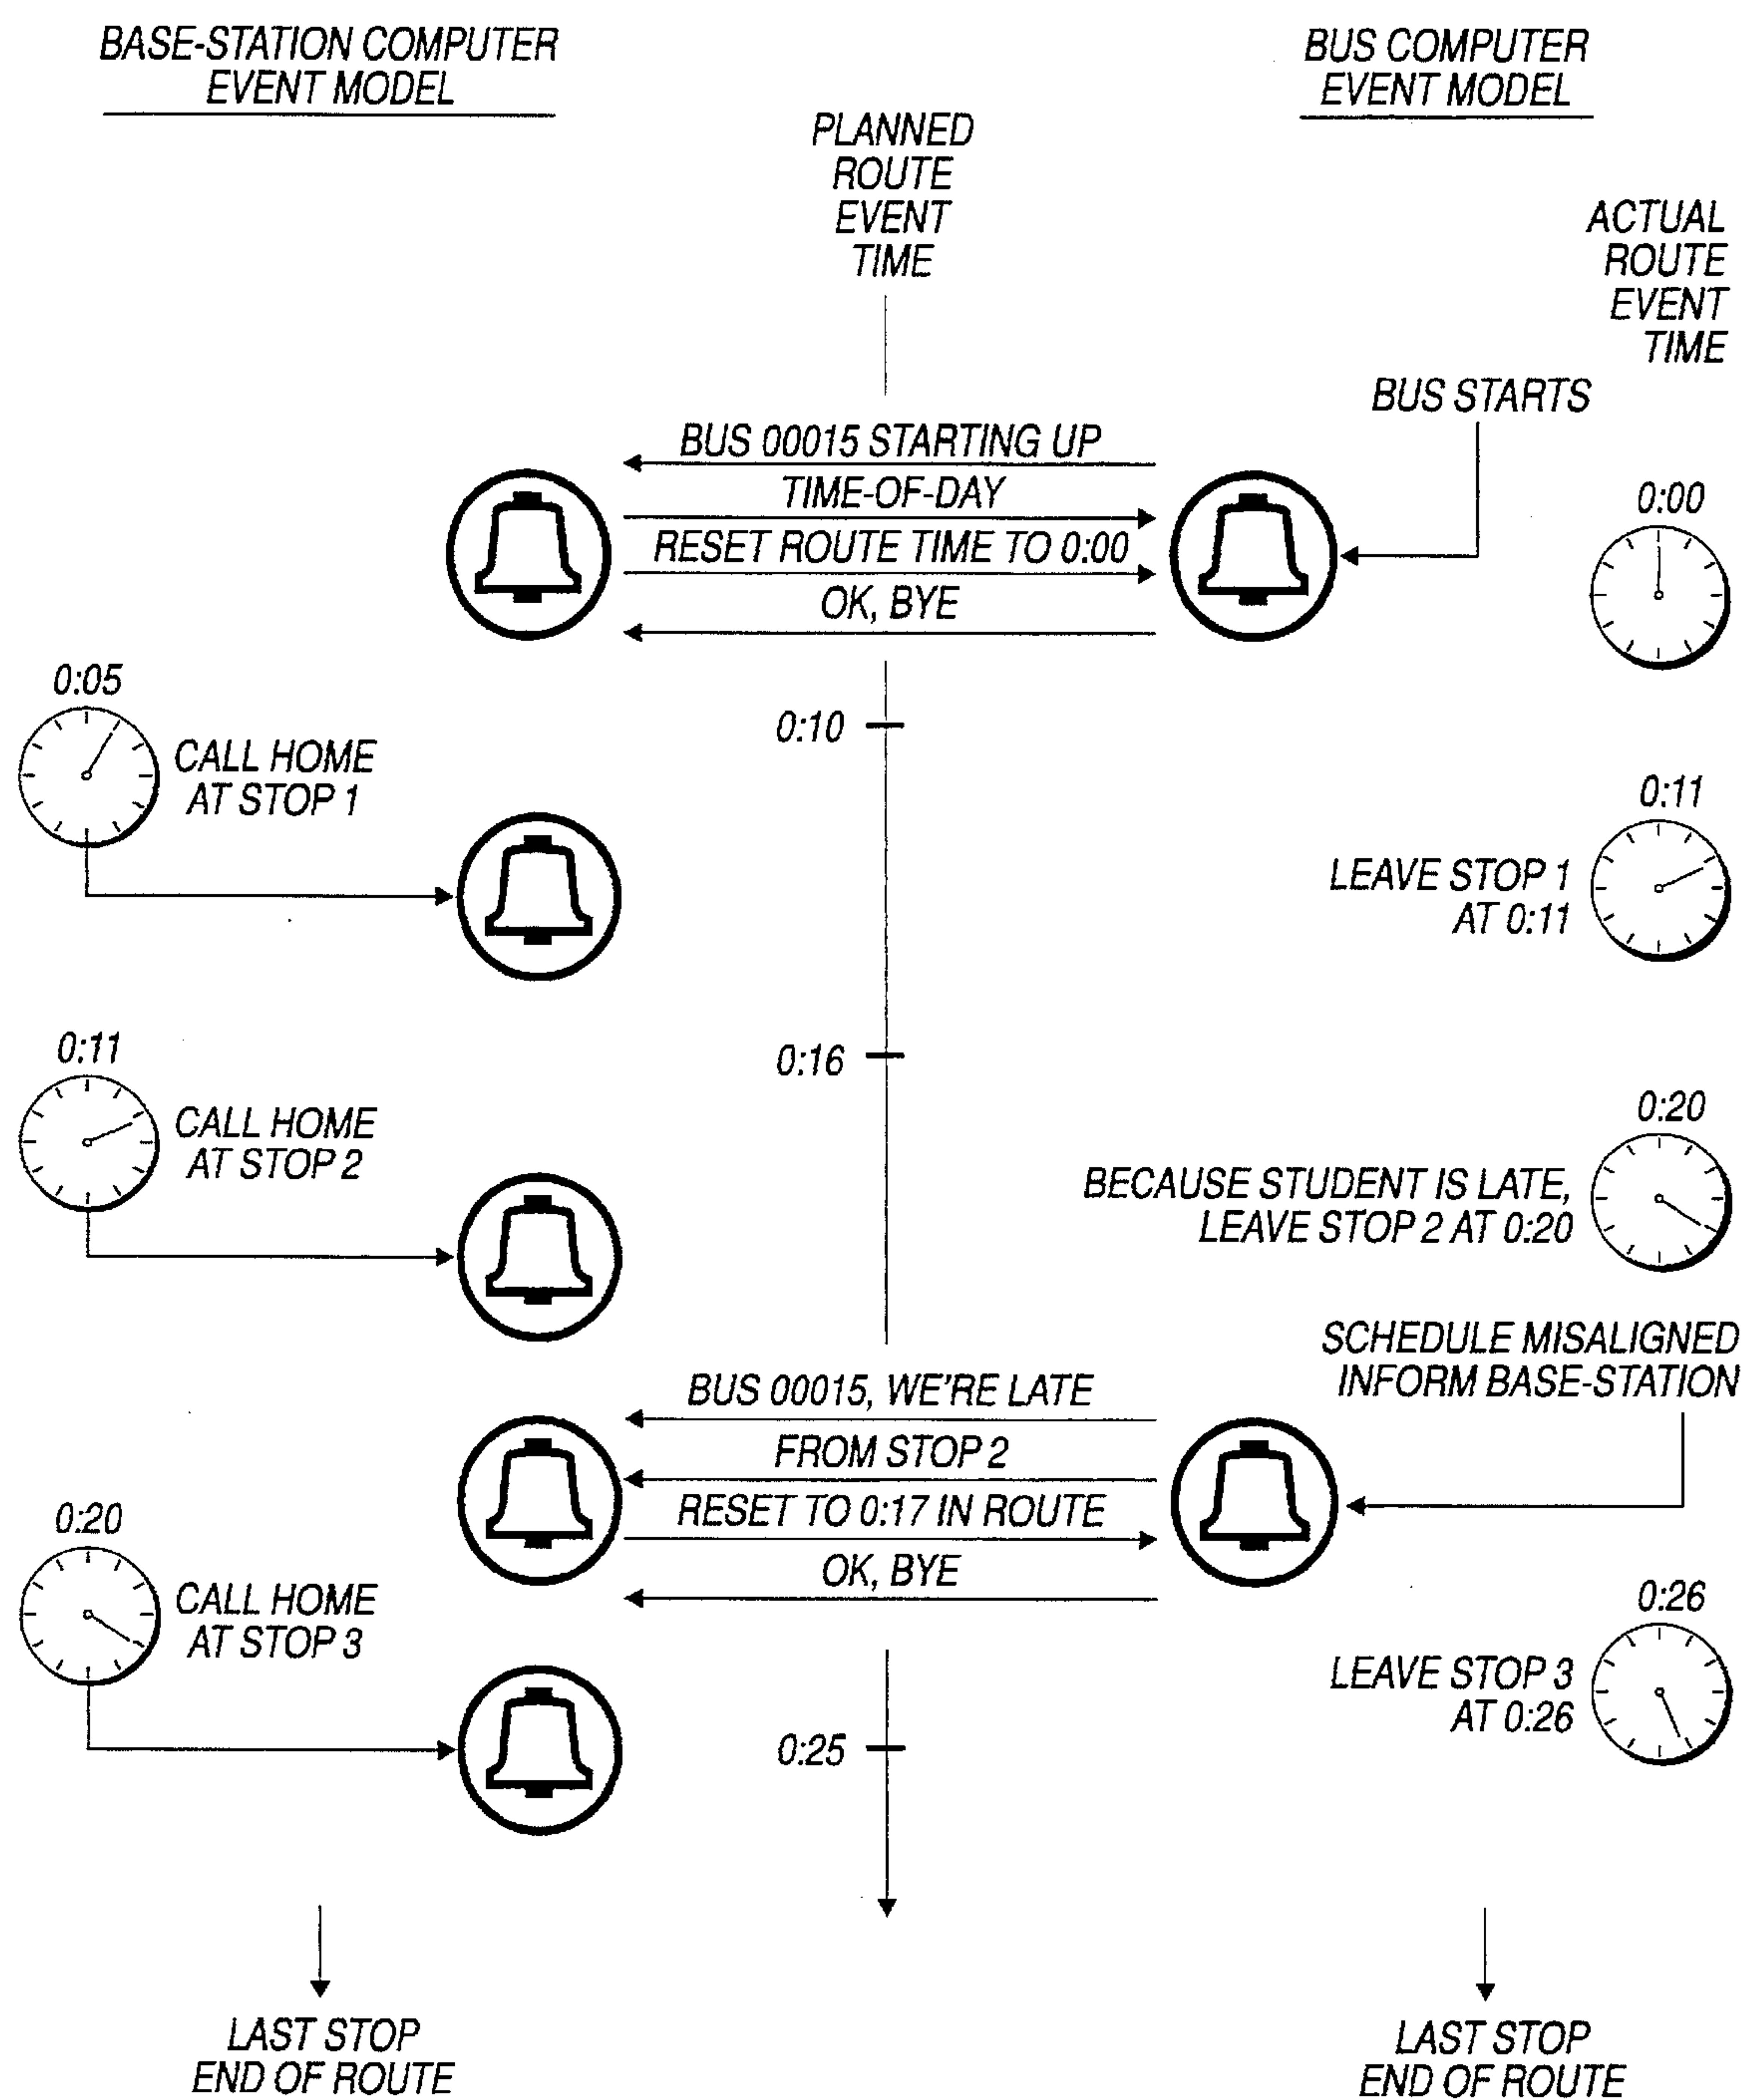 BASE-STATION COMPUTER
EVENT MODEL
BUS COMPUTER
EVENT MODEL
PLANNED
ROUTE
EVENT
TIME
ACTUAL
ROUTE
EVENT
TIME
BUS STARTS
BUS 00015 STARTING UP
TIME-OF-DAY
RESET ROUTE TIME TO 0:00
OK, BYE
0:00
0:05
CALL HOME
AT STOP 1
0:10
0:11
LEAVE STOP 1
AT 0:11
0:11
CALL HOME
AT STOP 2
0:16
0:20
BECAUSE STUDENT IS LATE,
LEAVE STOP 2 AT 0:20
SCHEDULE MISALIGNED
INFORM BASE-STATION
BUS 00015, WE'RE LATE
FROM STOP 2
RESET TO 0:17 IN ROUTE
OK, BYE
0:20
CALL HOME
AT STOP 3
0:26
LEAVE STOP 3
AT 0:26
0:25
LAST STOP
END OF ROUTE
LAST STOP
END OF ROUTE